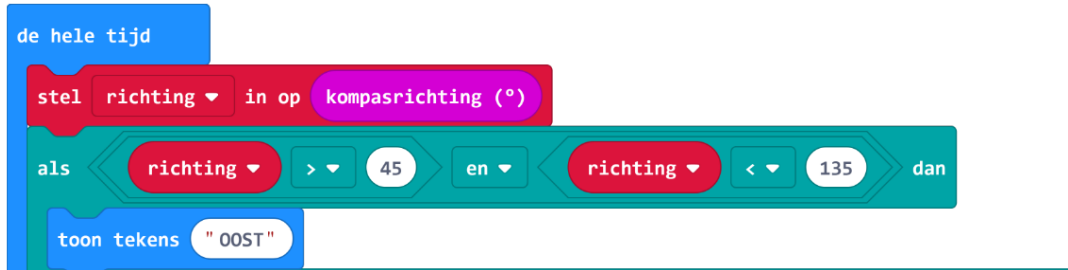 de hele tijd
stel richting in op kompasrichting (°)
als richting > 45 en richting < 135 dan
toon tekens "OOST"